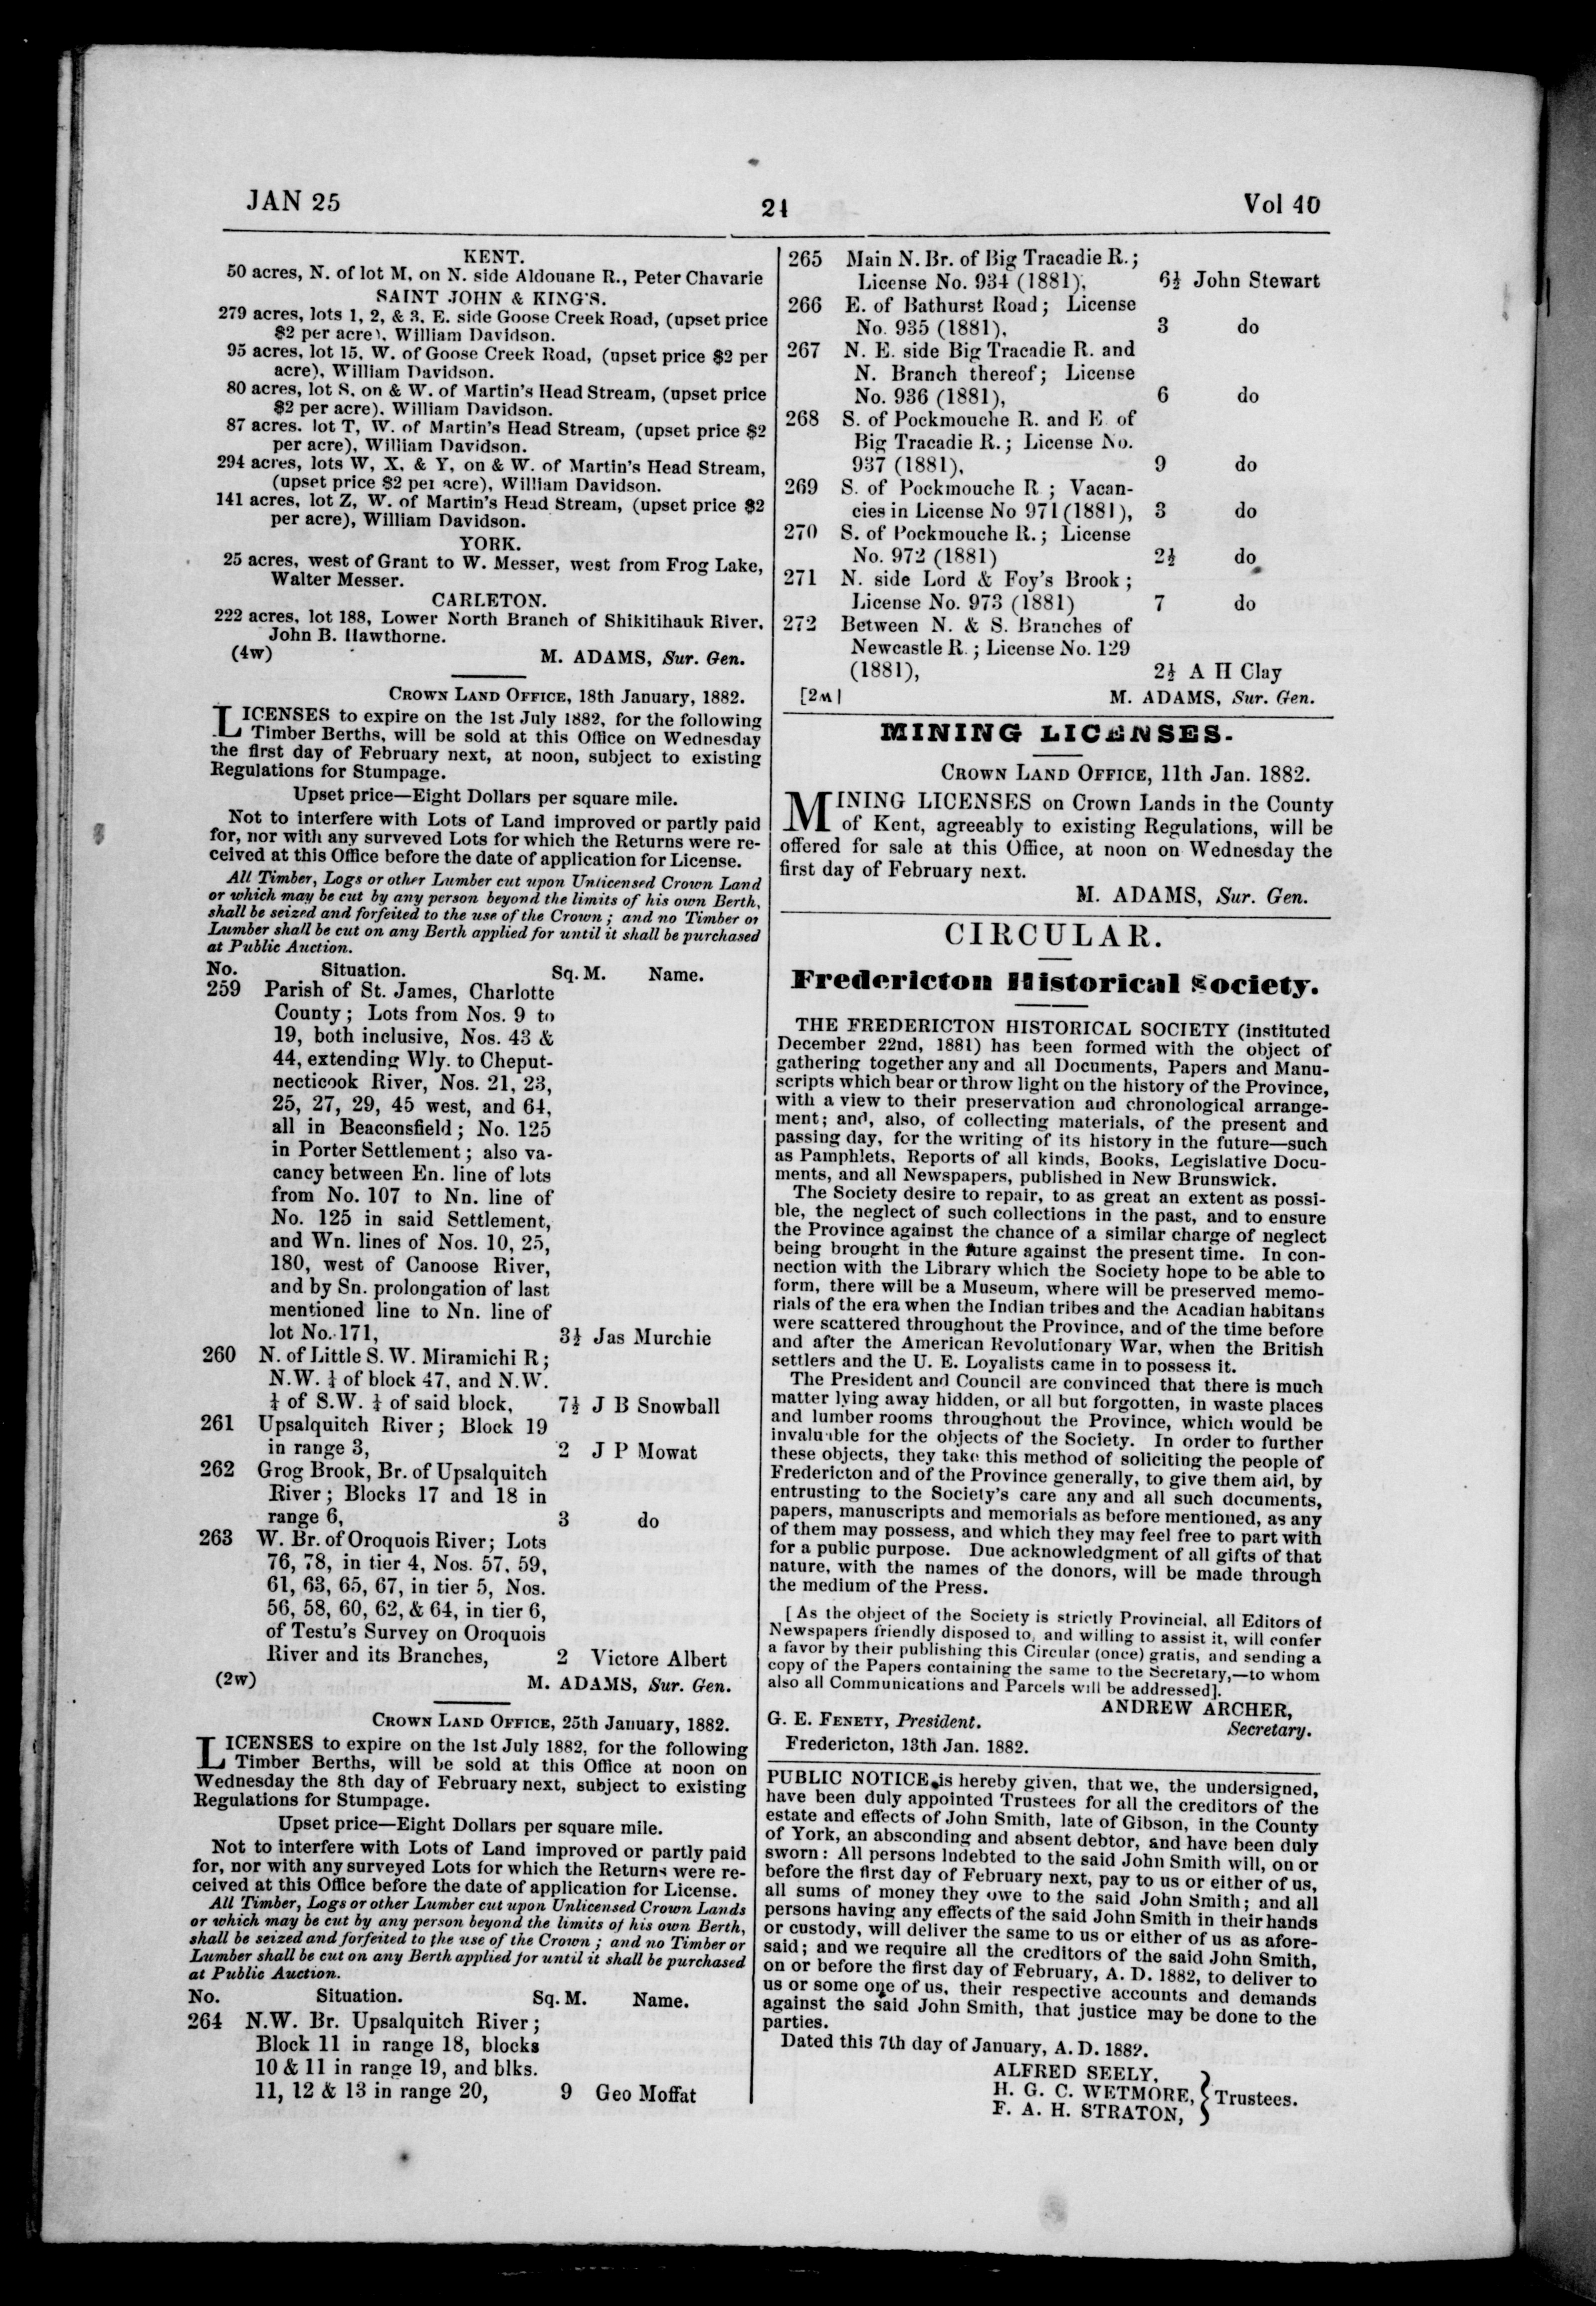 JAN 25
24
Vol 40
KENT.
50 acres, N. of lot M, on N. side Aldouane R., Peter Chavarie
SAINT JOHN & KING'S.
279 acres, lots 1, 2, & 3, E. side Goose Creek Road, (upset price
$2 per acre), William Davidson.
95 acres, lot 15, W. of Goose Creek Road, (upset price $2 per
acre), William Davidson.
80 acres, lot S, on & W. of Martin's Head Stream, (upset price
$2 per acre), William Davidson.
87 acres. lot T, W. of Martin's Head Stream, (upset price $2
per acre), William Davidson.
294 acres, lots W, X, & Y, on & W. of Martin's Head Stream,
(upset price $2 per acre), William Davidson.
141 acres, lot Z, W. of Martin's Head Stream, (upset price $2
per acre), William Davidson.
YORK.
25 acres, west of Grant to W. Messer, west from Frog Lake,
Walter Messer.
CARLETON.
222 acres, lot 188, Lower North Branch of Shikitihauk River,
John B. Hawthorne.
(4w) M. ADAMS, Sur. Gen.
CROWN LAND OFFICE, 18th January, 1882.
LICENSES to expire on the 1st July 1882, for the following
Timber Berths, will be sold at this Office on Wednesday
the first day of February next, at noon, subject to existing
Regulations for Stumpage.
Upset price—Eight Dollars per square mile.
Not to interfere with Lots of Land improved or partly paid
for, nor with any surveved Lots for which the Returns were re-
ceived at this Office before the date of application for License.
All Timber, Logs or other Lumber cut upon Unlicensed Crown Land
or which may be cut by any person beyond the limits of his own Berth,
shall be seized and forfeited to the use of the Crown; and no Timber or
Lumber shall be cut on any Berth applied for until it shall be purchased
at Public Auction.
No. Situation. Sq. M. Name.
259 Parish of St. James, Charlotte
County; Lots from Nos. 9 to
19, both inclusive, Nos. 43 &
44, extending Wly. to Cheput-
necticook River, Nos. 21, 23,
25, 27, 29, 45 west, and 64,
all in Beaconsfield; No. 125
in Porter Settlement; also va-
cancy between En. line of lots
from No. 107 to Nn. line of
No. 125 in said Settlement,
and Wn. lines of Nos. 10, 25,
180, west of Canoose River,
and by Sn. prolongation of last
mentioned line to Nn. line of
lot No. 171, 3½ Jas Murchie
260 N. of Little S. W. Miramichi R;
N.W. ¼ of block 47, and N.W.
¼ of S.W. ¼ of said block, 7½ J B Snowball
261 Upsalquitch River; Block 19
in range 3, 2 J P Mowat
262 Grog Brook, Br. of Upsalquitch
River; Blocks 17 and 18 in
range 6, 3 do
263 W. Br. of Oroquois River; Lots
76, 78, in tier 4, Nos. 57, 59,
61, 63, 65, 67, in tier 5, Nos.
56, 58, 60, 62, & 64, in tier 6,
of Testu's Survey on Oroquois
River and its Branches, 2 Victore Albert
(2w) M. ADAMS, Sur. Gen.
CROWN LAND OFFICE, 25th January, 1882.
LICENSES to expire on the 1st July 1882, for the following
Timber Berths, will be sold at this Office at noon on
Wednesday the 8th day of February next, subject to existing
Regulations for Stumpage.
Upset price—Eight Dollars per square mile.
Not to interfere with Lots of Land improved or partly paid
for, nor with any surveyed Lots for which the Returns were re-
ceived at this Office before the date of application for License.
All Timber, Logs or other Lumber cut upon Unlicensed Crown Lands
or which may be cut by any person beyond the limits of his own Berth,
shall be seized and forfeited to the use of the Crown; and no Timber or
Lumber shall be cut on any Berth applied for until it shall be purchased
at Public Auction.
No. Situation. Sq. M. Name.
264 N.W. Br. Upsalquitch River;
Block 11 in range 18, blocks
10 & 11 in range 19, and blks.
11, 12 & 13 in range 20, 9 Geo Moffat
265 Main N. Br. of Big Tracadie R.;
License No. 934 (1881), 6½ John Stewart
266 E. of Bathurst Road; License
No. 935 (1881), 3 do
267 N. E. side Big Tracadie R. and
N. Branch thereof; License
No. 936 (1881), 6 do
268 S. of Pockmouche R. and E. of
Big Tracadie R.; License No.
937 (1881), 9 do
269 S. of Pockmouche R; Vacan-
cies in License No 971 (1881), 3 do
270 S. of Pockmouche R.; License
No. 972 (1881) 2½ do
271 N. side Lord & Foy's Brook;
License No. 973 (1881) 7 do
272 Between N. & S. Branches of
Newcastle R.; License No. 129
(1881), 2½ A H Clay
[2M] M. ADAMS, Sur. Gen.
MINING LICENSES.
CROWN LAND OFFICE, 11th Jan. 1882.
MINING LICENSES on Crown Lands in the County
of Kent, agreeably to existing Regulations, will be
offered for sale at this Office, at noon on Wednesday the
first day of February next.
M. ADAMS, Sur. Gen.
CIRCULAR.
Fredericton Historical Society.
THE FREDERICTON HISTORICAL SOCIETY (instituted
December 22nd, 1881) has been formed with the object of
gathering together any and all Documents, Papers and Manu-
scripts which bear or throw light on the history of the Province,
with a view to their preservation and chronological arrange-
ment; and, also, of collecting materials, of the present and
passing day, for the writing of its history in the future—such
as Pamphlets, Reports of all kinds, Books, Legislative Docu-
ments, and all Newspapers, published in New Brunswick.
The Society desire to repair, to as great an extent as possi-
ble, the neglect of such collections in the past, and to ensure
the Province against the chance of a similar charge of neglect
being brought in the future against the present time. In con-
nection with the Library which the Society hope to be able to
form, there will be a Museum, where will be preserved memo-
rials of the era when the Indian tribes and the Acadian habitans
were scattered throughout the Province, and of the time before
and after the American Revolutionary War, when the British
settlers and the U. E. Loyalists came in to possess it.
The President and Council are convinced that there is much
matter lying away hidden, or all but forgotten, in waste places
and lumber rooms throughout the Province, which would be
invaluable for the objects of the Society. In order to further
these objects, they take this method of soliciting the people of
Fredericton and of the Province generally, to give them aid, by
entrusting to the Society's care any and all such documents,
papers, manuscripts and memorials as before mentioned, as any
of them may possess, and which they may feel free to part with
for a public purpose. Due acknowledgment of all gifts of that
nature, with the names of the donors, will be made through
the medium of the Press.
[As the object of the Society is strictly Provincial, all Editors of
Newspapers friendly disposed to, and willing to assist it, will confer
a favor by their publishing this Circular (once) gratis, and sending a
copy of the Papers containing the same to the Secretary,—to whom
also all Communications and Parcels will be addressed].
ANDREW ARCHER,
G. E. FENETY, President. Secretary.
Fredericton, 13th Jan. 1882.
PUBLIC NOTICE is hereby given, that we, the undersigned,
have been duly appointed Trustees for all the creditors of the
estate and effects of John Smith, late of Gibson, in the County
of York, an absconding and absent debtor, and have been duly
sworn: All persons indebted to the said John Smith will, on or
before the first day of February next, pay to us or either of us,
all sums of money they owe to the said John Smith; and all
persons having any effects of the said John Smith in their hands
or custody, will deliver the same to us or either of us as afore-
said; and we require all the creditors of the said John Smith,
on or before the first day of February, A. D. 1882, to deliver to
us or some one of us, their respective accounts and demands
against the said John Smith, that justice may be done to the
parties.
Dated this 7th day of January, A. D. 1882.
ALFRED SEELY,
H. G. C. WETMORE, } Trustees.
F. A. H. STRATON,